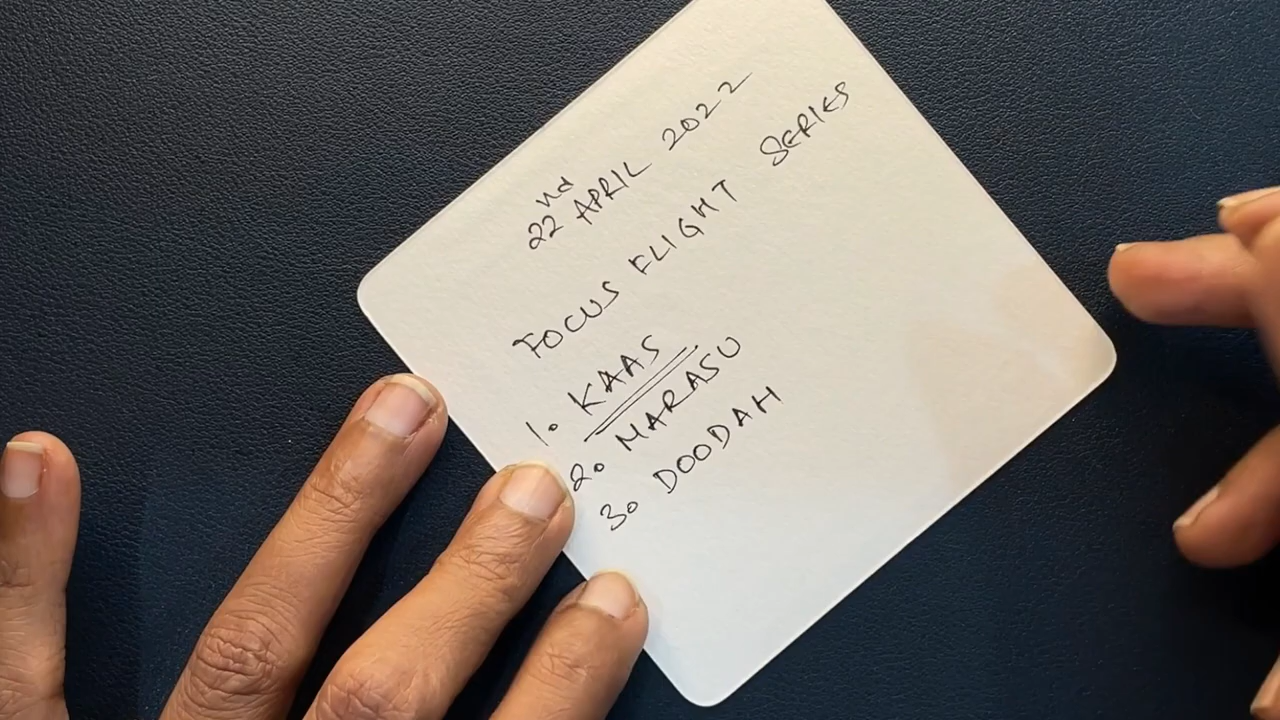 22nd APRIL 2022
FOCUS FLIGHT SERIES
1. KAAS
2. MARASU
3. DOODAH